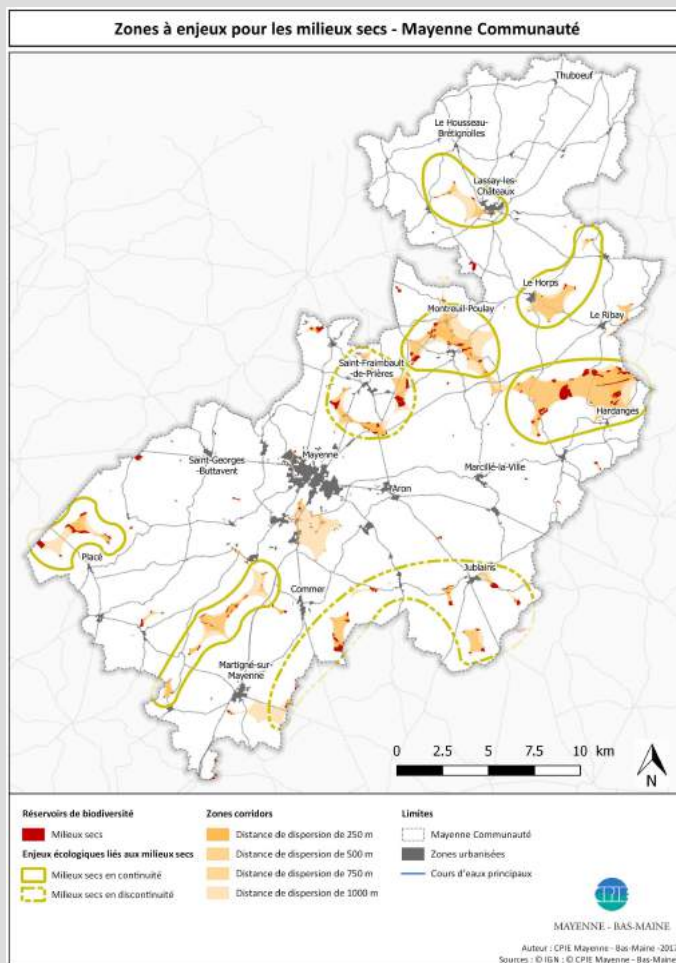 Zones à enjeux pour les milieux secs - Mayenne Communauté
Thuboeuf
Le Housseau-
Brétignolles
Lassay-les-
Châteaux
Le Horps
Montreuil-Poulay
Le Ribay
Saint-Fraimbault
-de-Prières
Hardanges
Mayenne
Saint-Georges
-Buttavent
Marcillé-la-Ville
Aron
Placé
Jublains
Commer
Martigné-sur-
Mayenne
0 2.5 5 7.5 10 km
N
Réservoirs de biodiversité
Milieux secs
Enjeux écologiques liés aux milieux secs
Milieux secs en continuité
Milieux secs en discontinuité
Zones corridors
Distance de dispersion de 250 m
Distance de dispersion de 500 m
Distance de dispersion de 750 m
Distance de dispersion de 1000 m
Limites
Mayenne Communauté
Zones urbanisées
Cours d'eaux principaux
CPIE
MAYENNE - BAS-MAINE
Auteur : CPIE Mayenne - Bas-Maine -2017
Sources : © IGN ; © CPIE Mayenne - Bas-Maine